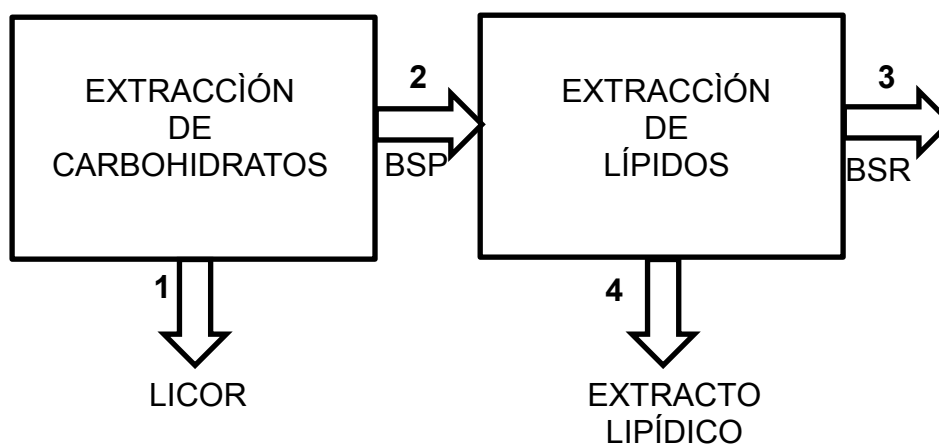 EXTRACCÌÓN
DE
CARBOHIDRATOS
2
BSP
EXTRACCÌÓN
DE
LÍPIDOS
3
BSR
1
LICOR
4
EXTRACTO
LIPÍDICO